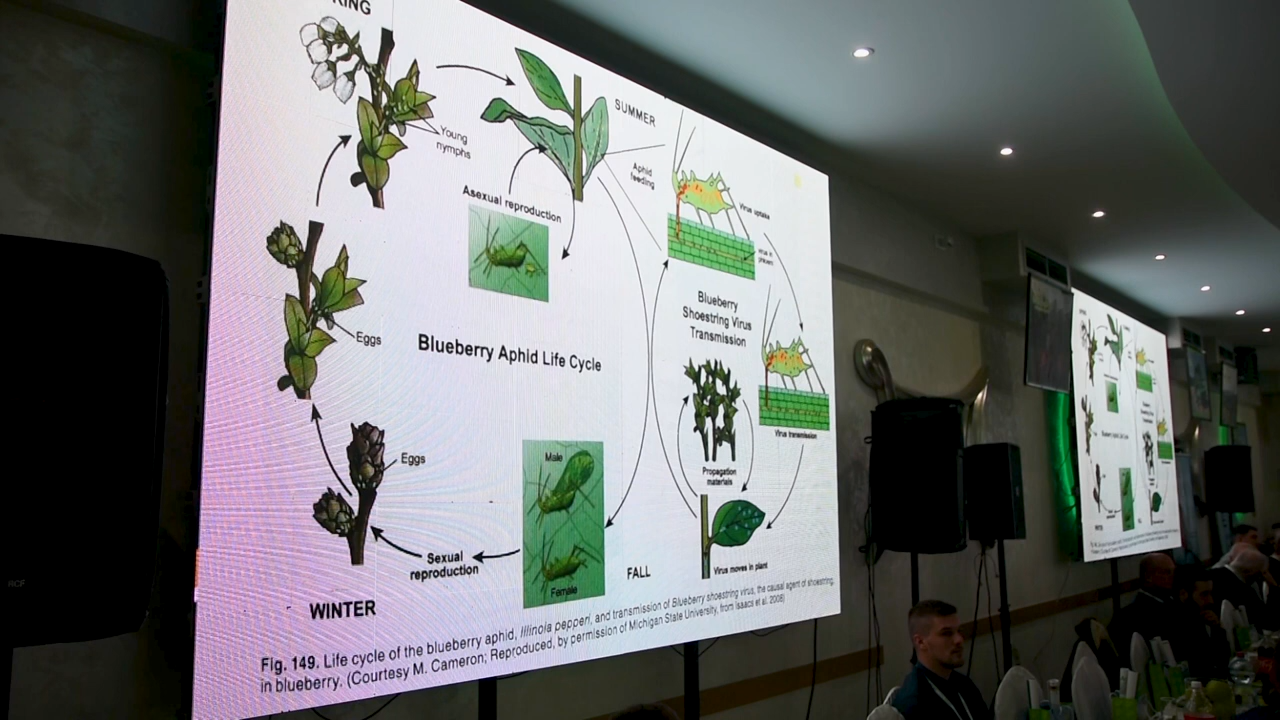 RING
Young
nymphs
SUMMER
Asexual reproduction
Aphid
feeding
Virus uptake
virus in
Eggs
Blueberry Aphid Life Cycle
Blueberry
Shoestring Virus
Transmission
Virus transmission
Propagation
materials
Eggs
Male
Female
Sexual
reproduction
FALL
Virus moves in plant
WINTER
Fig. 149. Life cycle of the blueberry aphid, Illinoia pepperi, and transmission of Blueberry shoestring virus, the causal agent of shoestring,
in blueberry. (Courtesy M. Cameron; Reproduced, by permission of Michigan State University, from Isaacs et al. 2008)
RCF